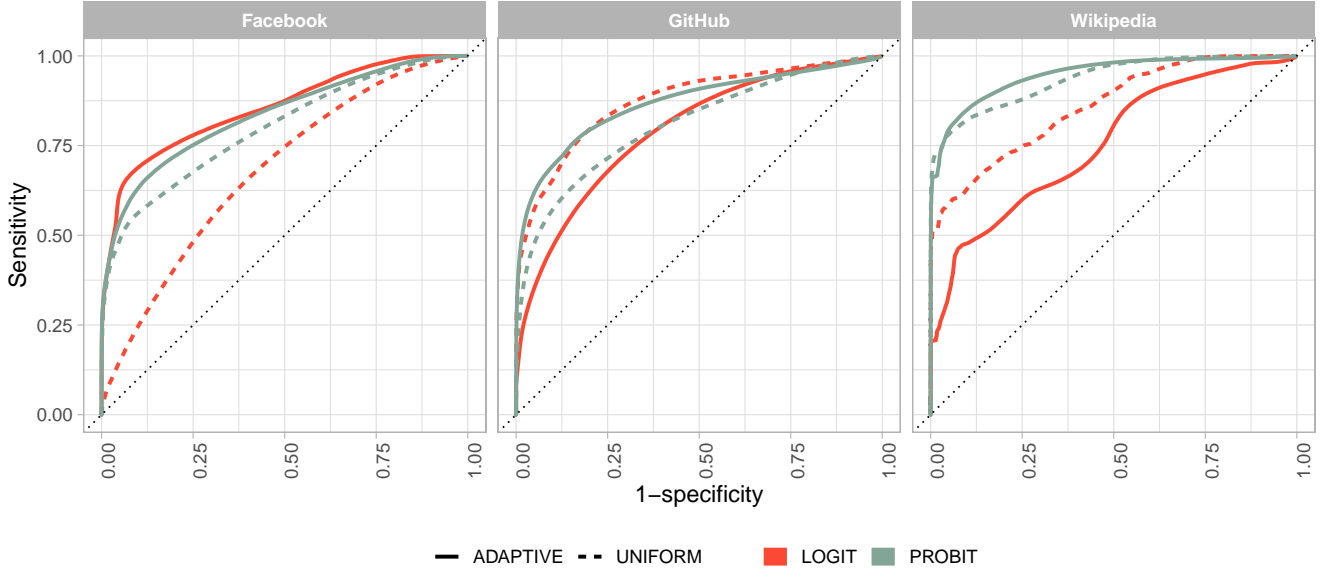 Facebook GitHub Wikipedia
Sensitivity
1.00
0.75
0.50
0.25
0.00
0.00 0.25 0.50 0.75 1.00 0.00 0.25 0.50 0.75 1.00 0.00 0.25 0.50 0.75 1.00
1−specificity
ADAPTIVE UNIFORM LOGIT PROBIT